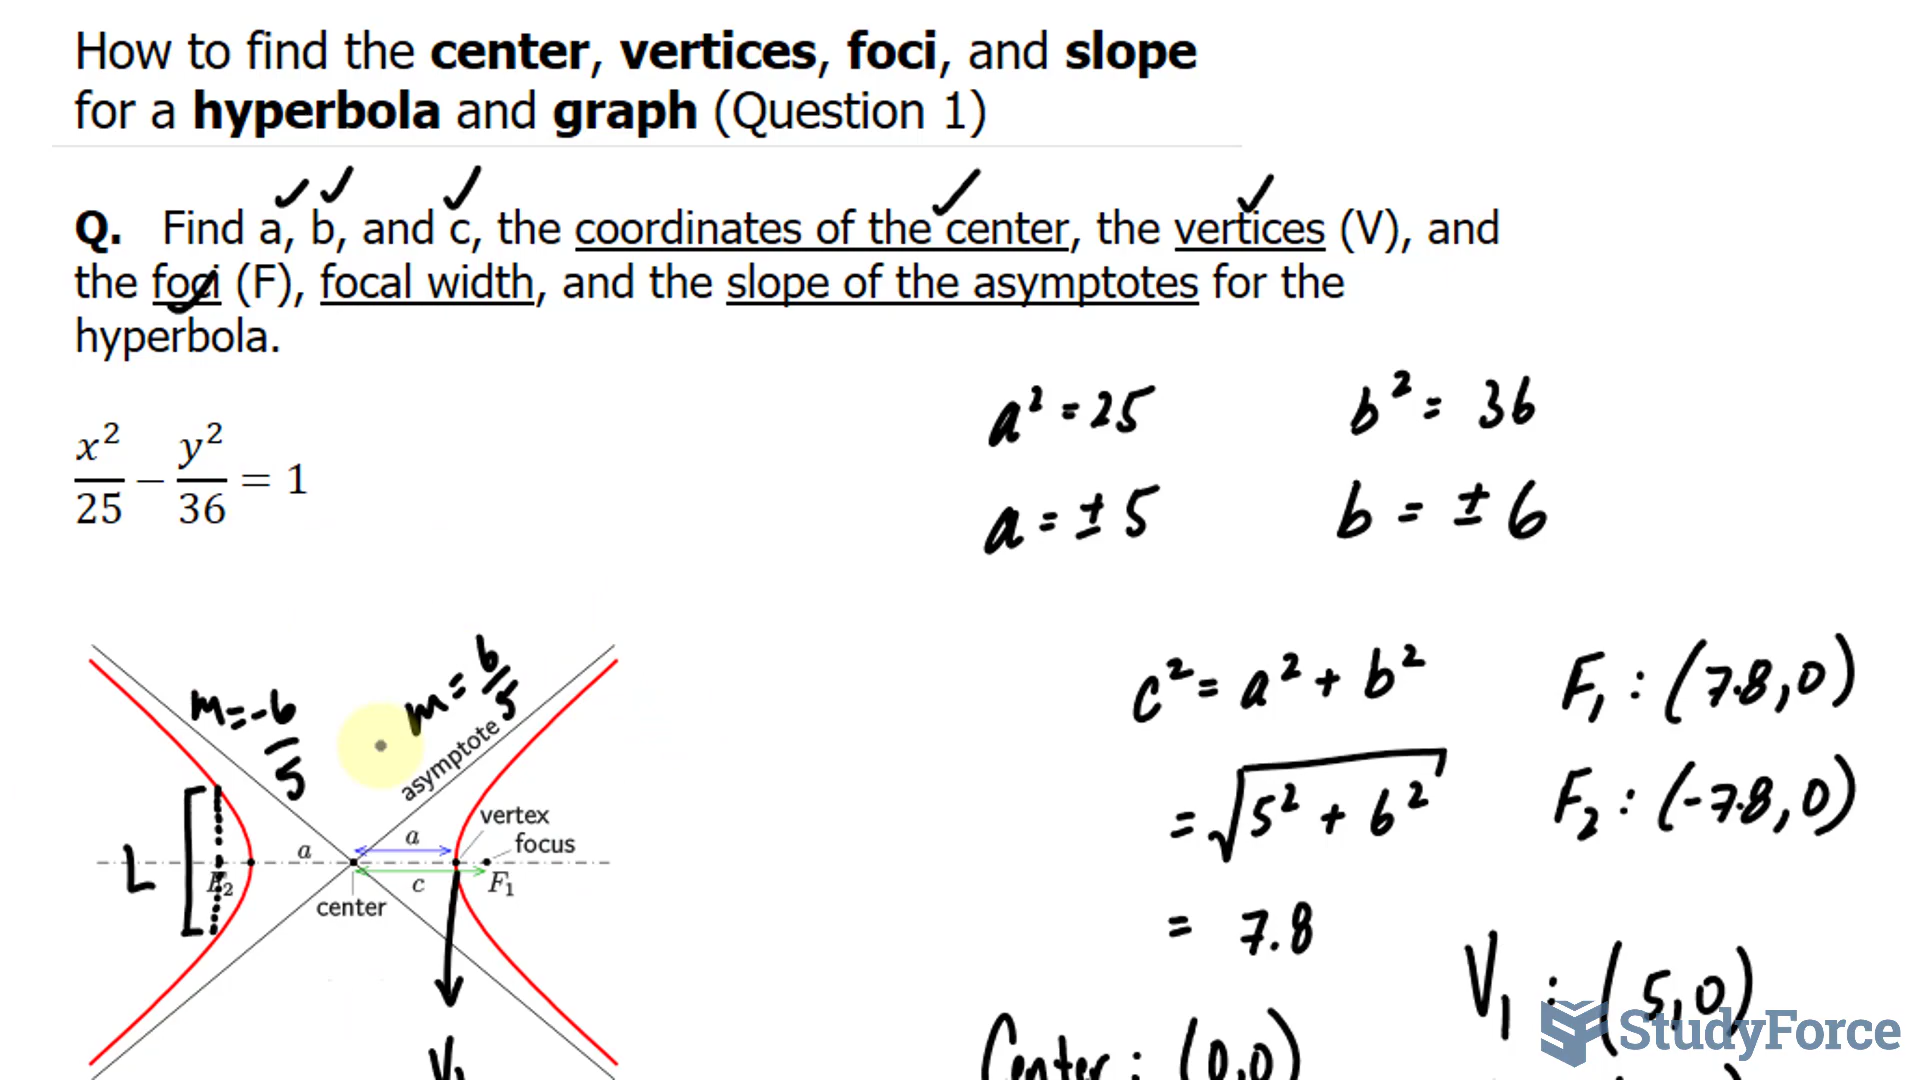 How to find the center, vertices, foci, and slope
for a hyperbola and graph (Question 1)
Q. Find a, b, and c, the coordinates of the center, the vertices (V), and
the foci (F), focal width, and the slope of the asymptotes for the
hyperbola.
x²/25 − y²/36 = 1
a² = 25
b² = 36
a = ± 5
b = ± 6
c² = a² + b²
= √5² + 6²
= 7.8
F₁ : (7.8, 0)
F₂ : (-7.8, 0)
V₁ : (5, 0)
Center : (0,0)
m = -6/5
m = 6/5
asymptote
vertex
focus
a
a
c
F₁
F₂
L
center
V₁
StudyForce